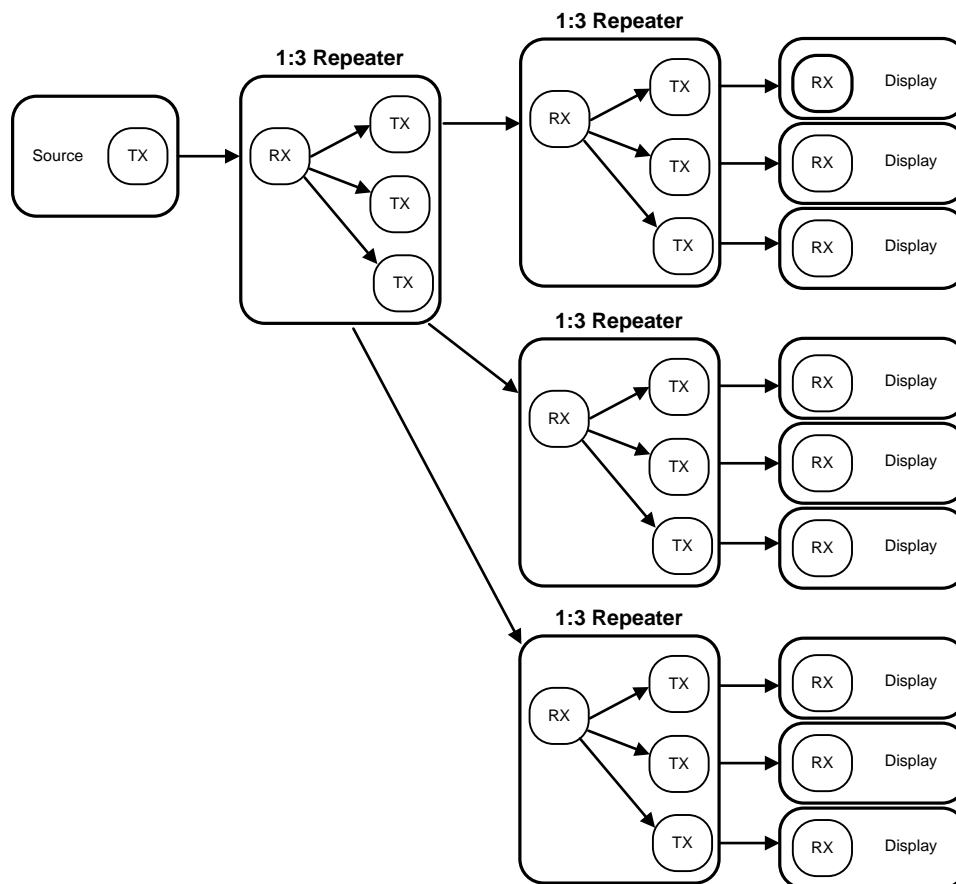 1:3 Repeater
1:3 Repeater
Source
TX
RX
TX
TX
TX
RX
TX
TX
TX
RX
Display
RX
Display
RX
Display
1:3 Repeater
RX
TX
TX
TX
RX
Display
RX
Display
RX
Display
1:3 Repeater
RX
TX
TX
TX
RX
Display
RX
Display
RX
Display